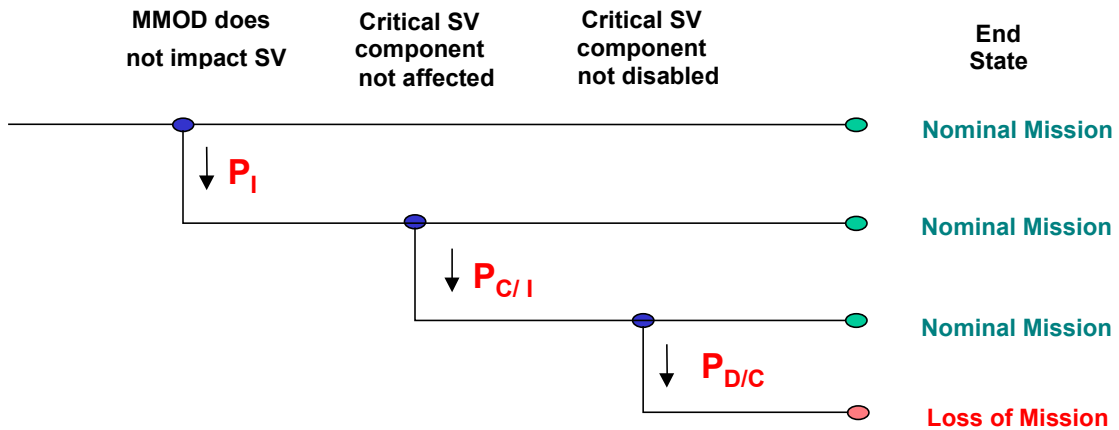 MMOD does
not impact SV
Critical SV
component
not affected
Critical SV
component
not disabled
End
State
Nominal Mission
P_I
Nominal Mission
P_C/ I
Nominal Mission
P_D/C
Loss of Mission